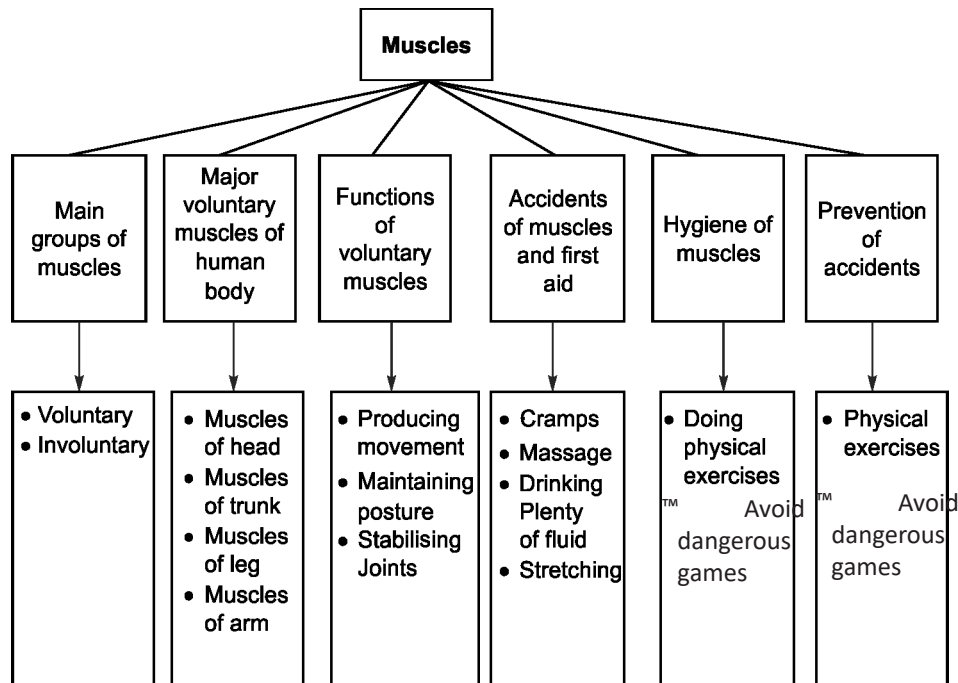 Muscles
Main
groups of
muscles
Major
voluntary
muscles of
human
body
Functions
of
voluntary
muscles
Accidents
of muscles
and first
aid
Hygiene of
muscles
Prevention
of
accidents
• Voluntary
• Involuntary
• Muscles
of head
• Muscles
of trunk
• Muscles
of leg
• Muscles
of arm
• Producing
movement
• Maintaining
posture
• Stabilising
Joints
• Cramps
• Massage
• Drinking
Plenty
of fluid
• Stretching
• Doing
physical
exercises
™ Avoid
dangerous
games
• Physical
exercises
™ Avoid
dangerous
games